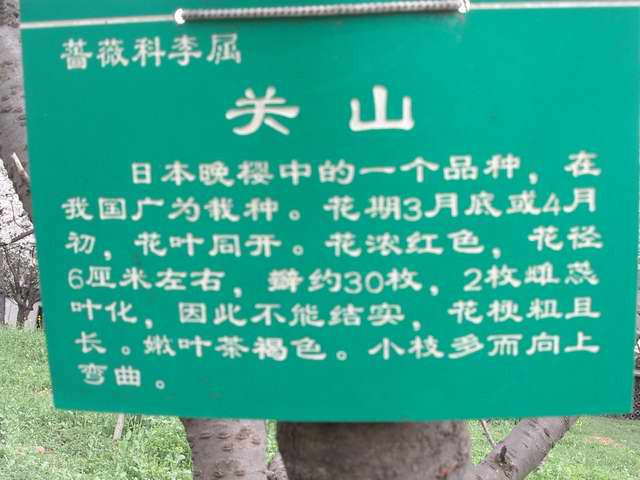 蔷薇科李属
关山
日本晚樱中的一个品种，在
我国广为栽种。花期3月底或4月
初，花叶同开。花浓红色，花径
6厘米左右，瓣约30枚，2枚雌蕊
叶化，因此不能结实，花梗粗且
长。嫩叶茶褐色。小枝多而向上
弯曲。